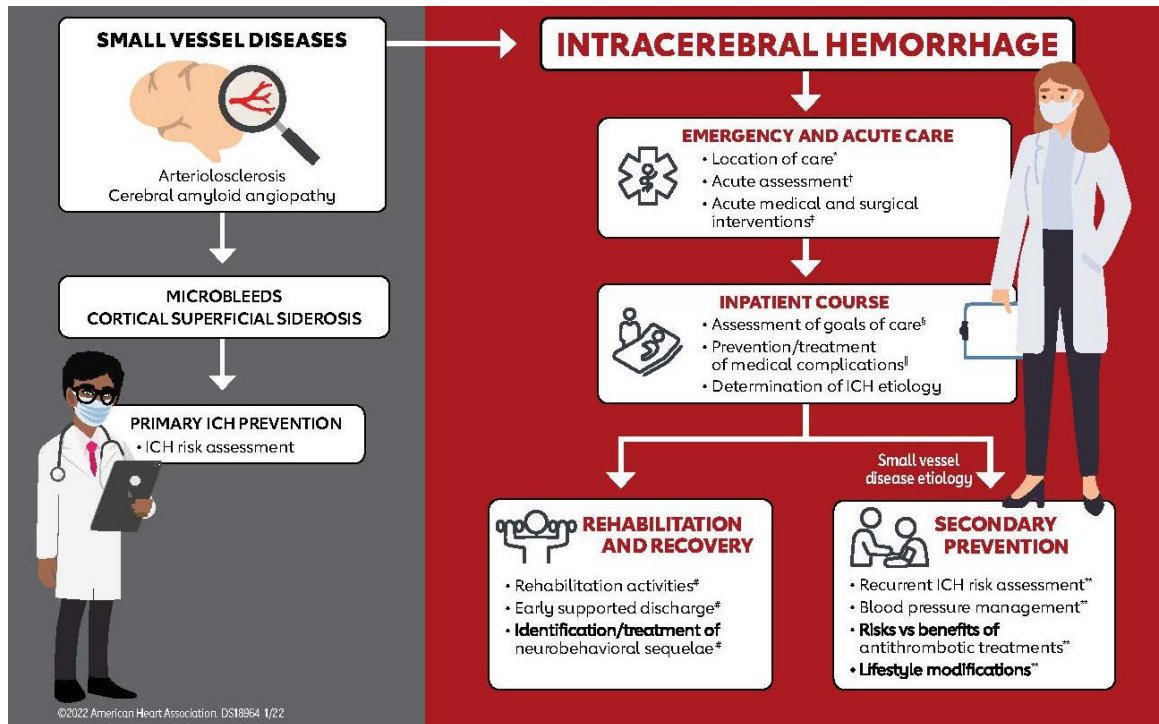 SMALL VESSEL DISEASES
Arteriolosclerosis
Cerebral amyloid angiopathy
MICROBLEEDS
CORTICAL SUPERFICIAL SIDEROSIS
PRIMARY ICH PREVENTION
• ICH risk assessment
©2022 American Heart Association. DS18964 1/22
INTRACEREBRAL HEMORRHAGE
EMERGENCY AND ACUTE CARE
• Location of care*
• Acute assessment†
• Acute medical and surgical
interventions‡
INPATIENT COURSE
• Assessment of goals of care§
• Prevention/treatment
of medical complications‖
• Determination of ICH etiology
Small vessel
disease etiology
REHABILITATION
AND RECOVERY
• Rehabilitation activities#
• Early supported discharge#
• Identification/treatment of
neurobehavioral sequelae#
SECONDARY
PREVENTION
• Recurrent ICH risk assessment**
• Blood pressure management**
• Risks vs benefits of
antithrombotic treatments**
• Lifestyle modifications**